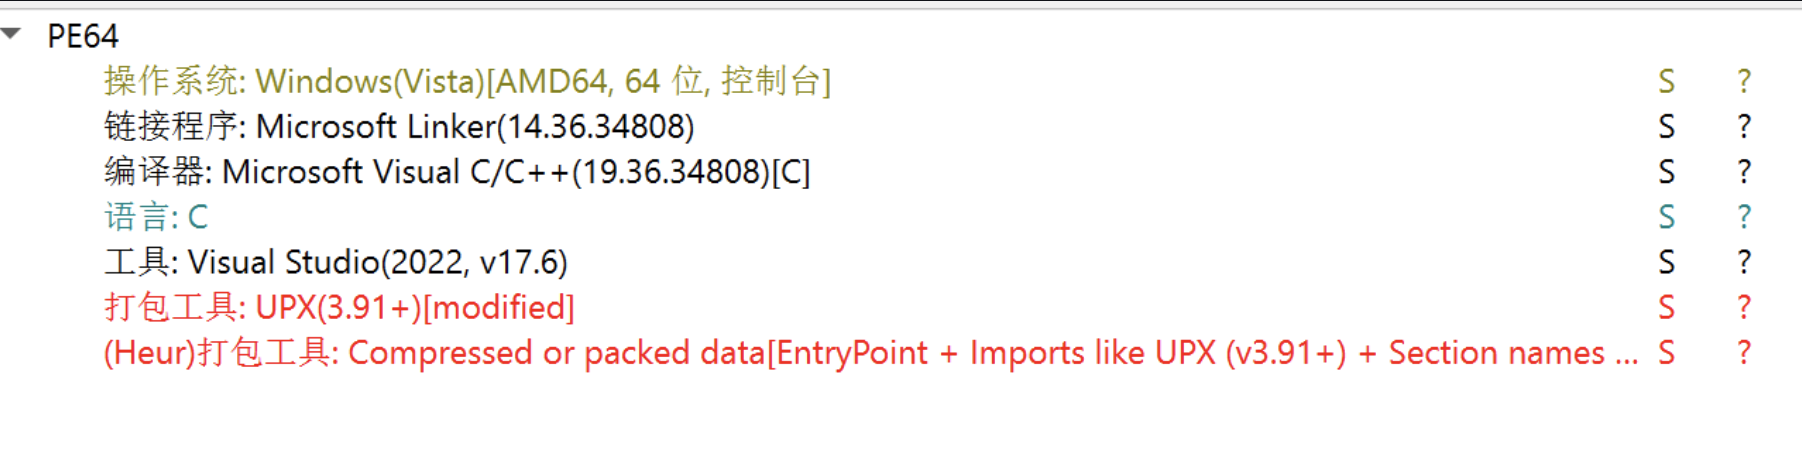 PE64
操作系统: Windows(Vista)[AMD64, 64 位, 控制台] S ?
链接程序: Microsoft Linker(14.36.34808) S ?
编译器: Microsoft Visual C/C++(19.36.34808)[C] S ?
语言: C S ?
工具: Visual Studio(2022, v17.6) S ?
打包工具: UPX(3.91+)[modified] S ?
(Heur)打包工具: Compressed or packed data[EntryPoint + Imports like UPX (v3.91+) + Section names ... S ?